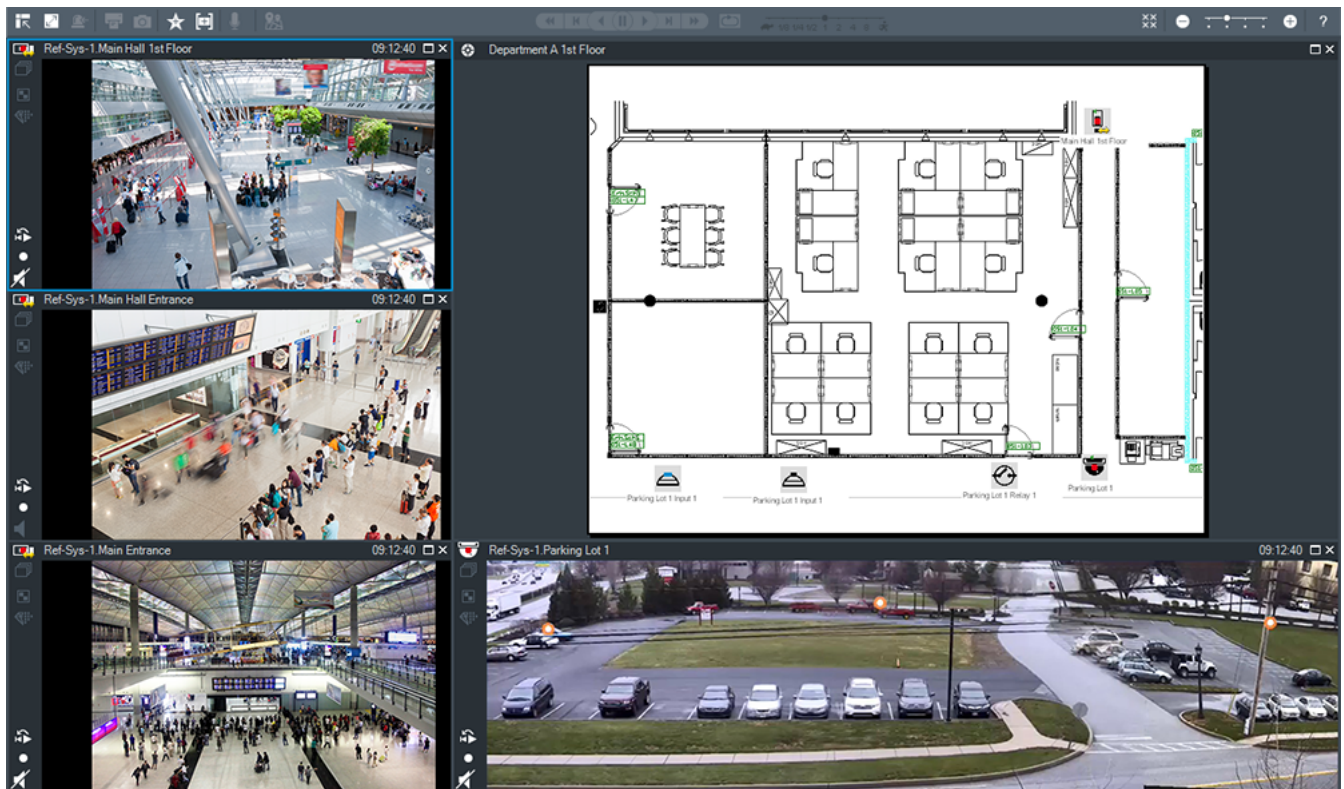 Ref-Sys-1.Main Hall 1st Floor 09:12:40
Department A 1st Floor
Main Hall 1st Floor
Parking Lot 1 Input 1
Parking Lot 1 Input 1
Parking Lot 1 Relay 1
Parking Lot 1
Ref-Sys-1.Main Hall Entrance 09:12:40
Ref-Sys-1.Main Entrance 09:12:40
Ref-Sys-1.Parking Lot 1 09:12:40